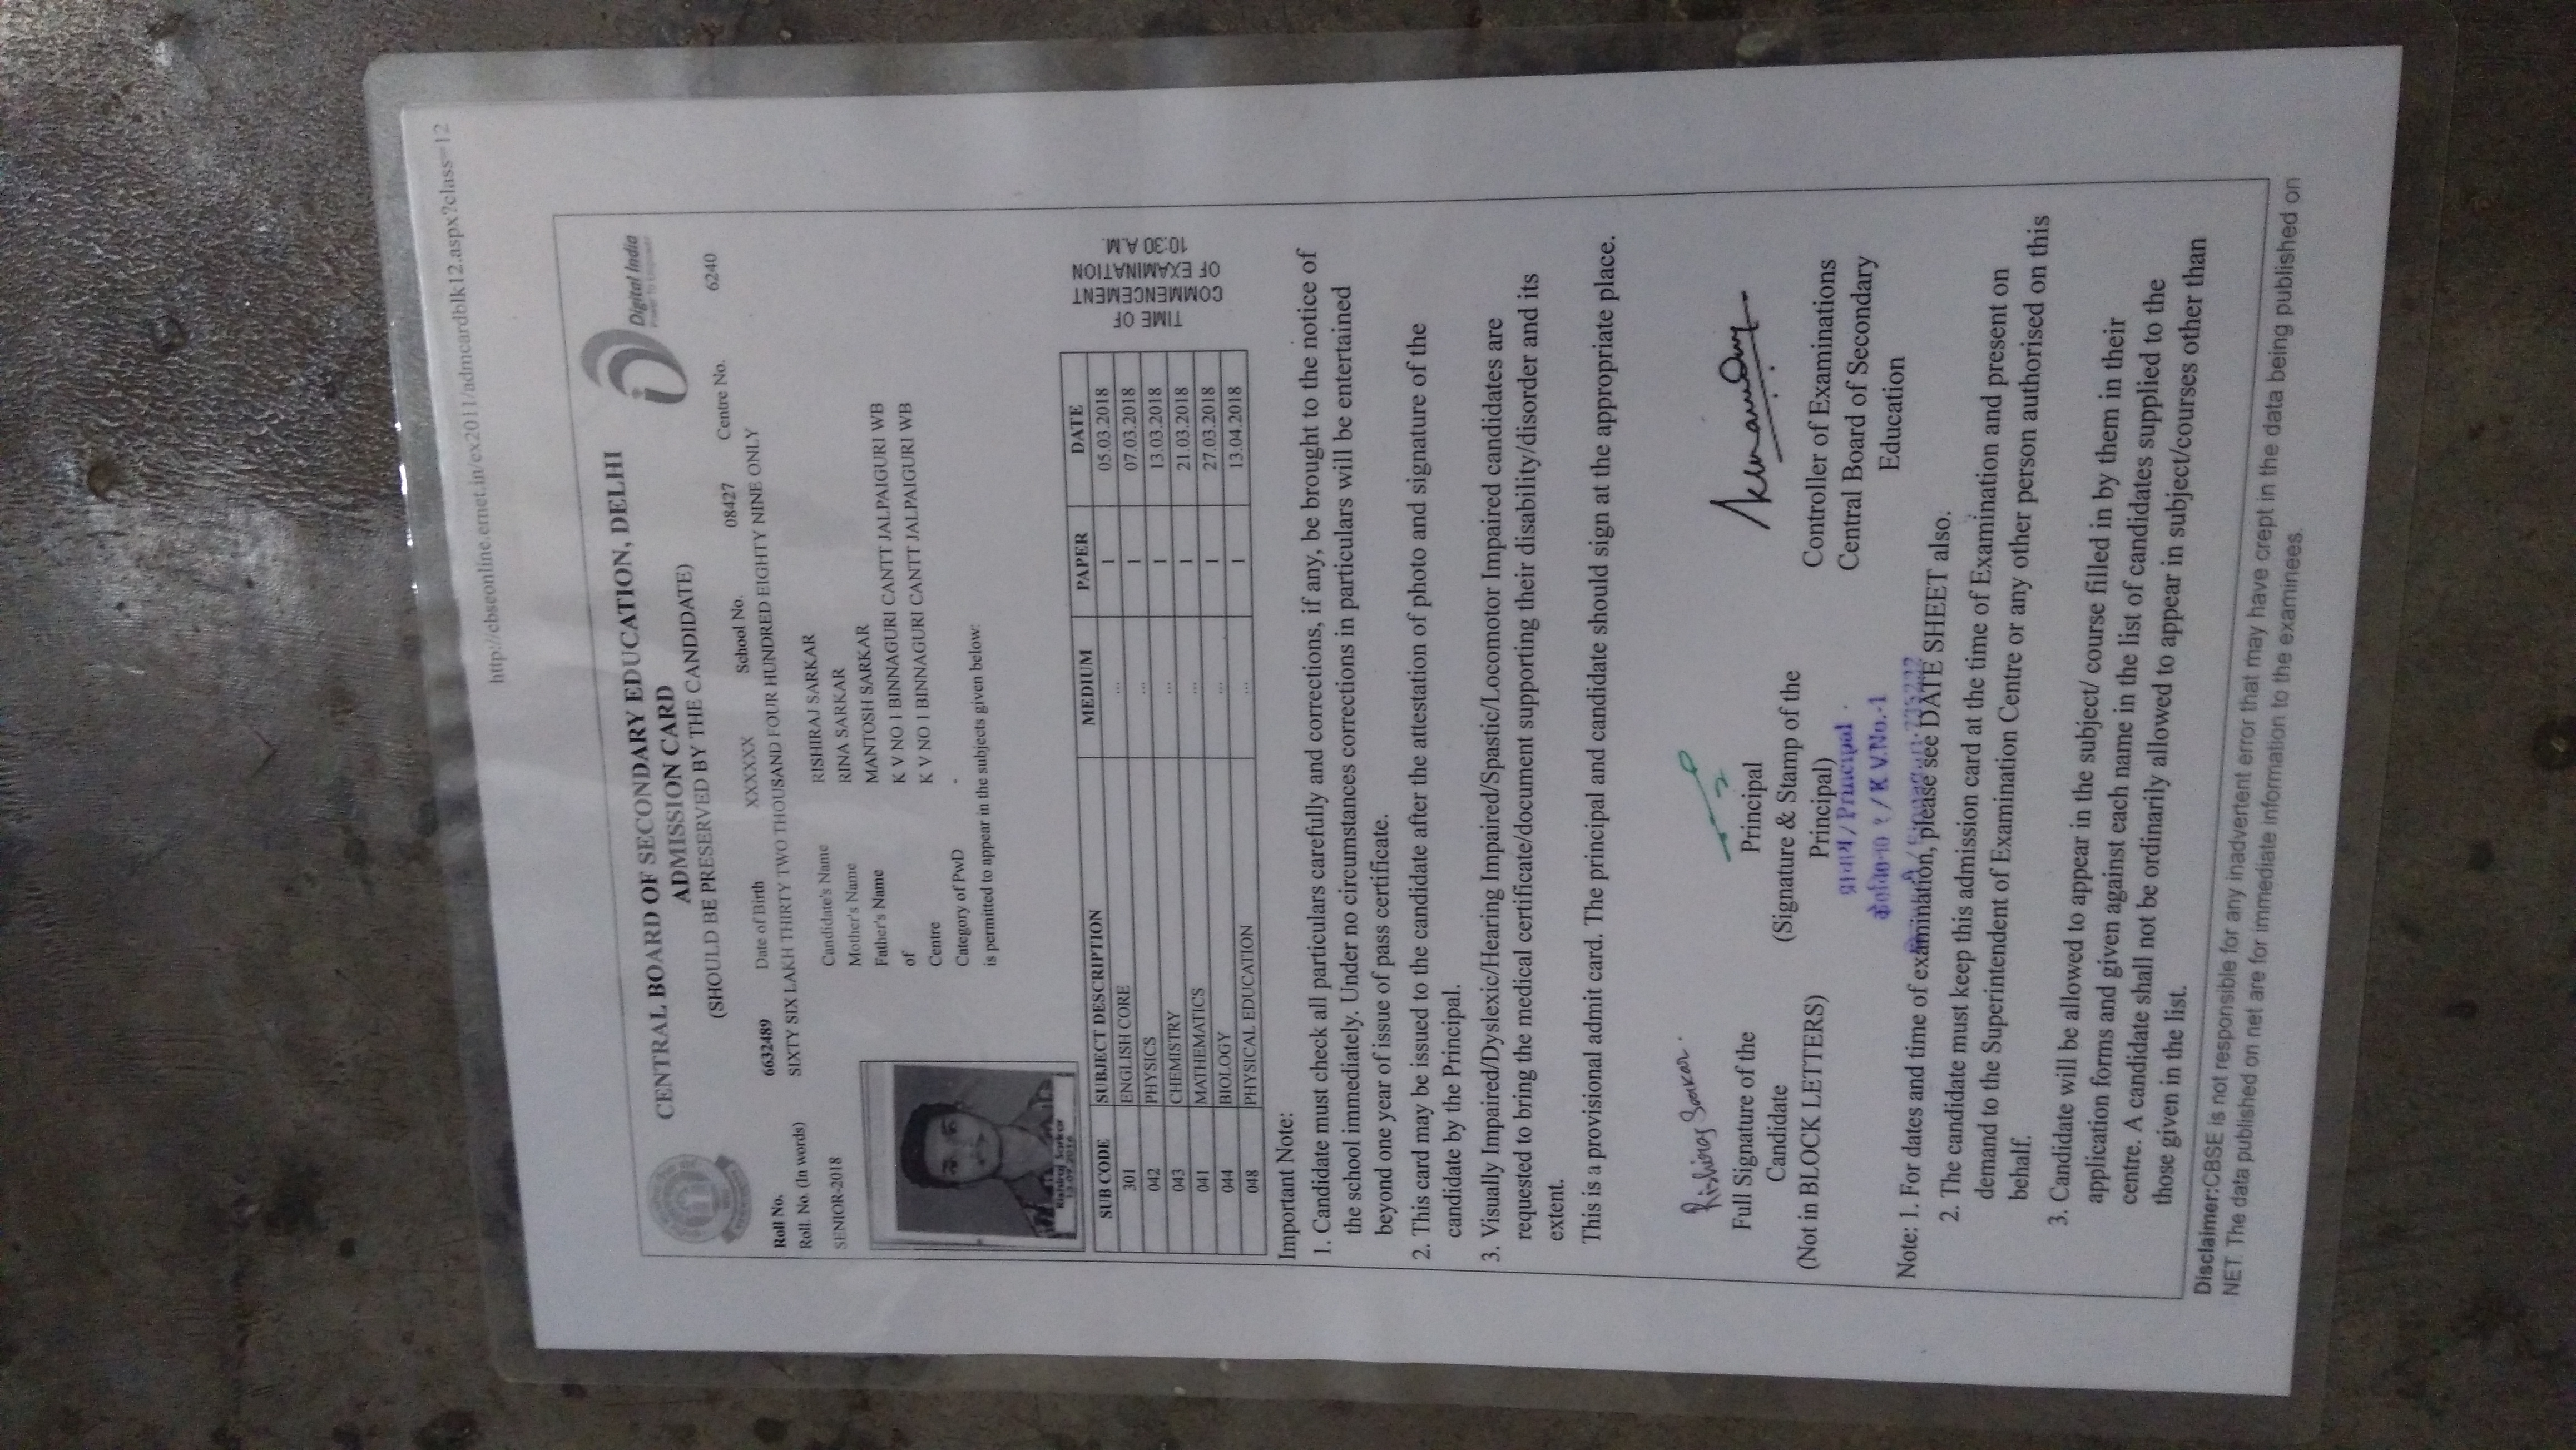 http://cbseonline.ernet.in/ex2011/admcardblk12.aspx?class=12
CENTRAL BOARD OF SECONDARY EDUCATION, DELHI
ADMISSION CARD
(SHOULD BE PRESERVED BY THE CANDIDATE)
Digital India
Power to Empower
Roll No. 6632489 Date of Birth XXXXXX School No. 08427 Centre No. 6240
Roll. No. (In words) SIXTY SIX LAKH THIRTY TWO THOUSAND FOUR HUNDRED EIGHTY NINE ONLY
SENIOR-2018 Candidate's Name RISHIRAJ SARKAR
Mother's Name RINA SARKAR
Father's Name MANTOSH SARKAR
of K V NO I BINNAGURI CANTT JALPAIGURI WB
Centre K V NO I BINNAGURI CANTT JALPAIGURI WB
Category of PwD -
is permitted to appear in the subjects given below:
Rishiraj Sarkar
SUB CODE SUBJECT DESCRIPTION MEDIUM PAPER DATE
301 ENGLISH CORE ... 1 05.03.2018
042 PHYSICS ... 1 07.03.2018
043 CHEMISTRY ... 1 13.03.2018
041 MATHEMATICS ... 1 21.03.2018
044 BIOLOGY ... 1 27.03.2018
048 PHYSICAL EDUCATION ... 1 13.04.2018
TIME OF
COMMENCEMENT
OF EXAMINATION
10:30 A.M.
Important Note:
1. Candidate must check all particulars carefully and corrections, if any, be brought to the notice of
the school immediately. Under no circumstances corrections in particulars will be entertained
beyond one year of issue of pass certificate.
2. This card may be issued to the candidate after the attestation of photo and signature of the
candidate by the Principal.
3. Visually Impaired/Dyslexic/Hearing Impaired/Spastic/Locomotor Impaired candidates are
requested to bring the medical certificate/document supporting their disability/disorder and its
extent.
This is a provisional admit card. The principal and candidate should sign at the appropriate place.
Rishiraj Sarkar.
Full Signature of the
Candidate
(Not in BLOCK LETTERS)
Principal
(Signature & Stamp of the
Principal)
प्राचार्य / Principal
/ K.V.No.-1
Controller of Examinations
Central Board of Secondary
Education
Note: 1. For dates and time of examination, please see DATE SHEET also.
2. The candidate must keep this admission card at the time of Examination and present on
demand to the Superintendent of Examination Centre or any other person authorised on this
behalf.
3. Candidate will be allowed to appear in the subject/ course filled in by them in their
application forms and given against each name in the list of candidates supplied to the
centre. A candidate shall not be ordinarily allowed to appear in subject/courses other than
those given in the list.
Disclaimer:CBSE is not responsible for any inadvertent error that may have crept in the data being published on
NET. The data published on net are for immediate information to the examinees.